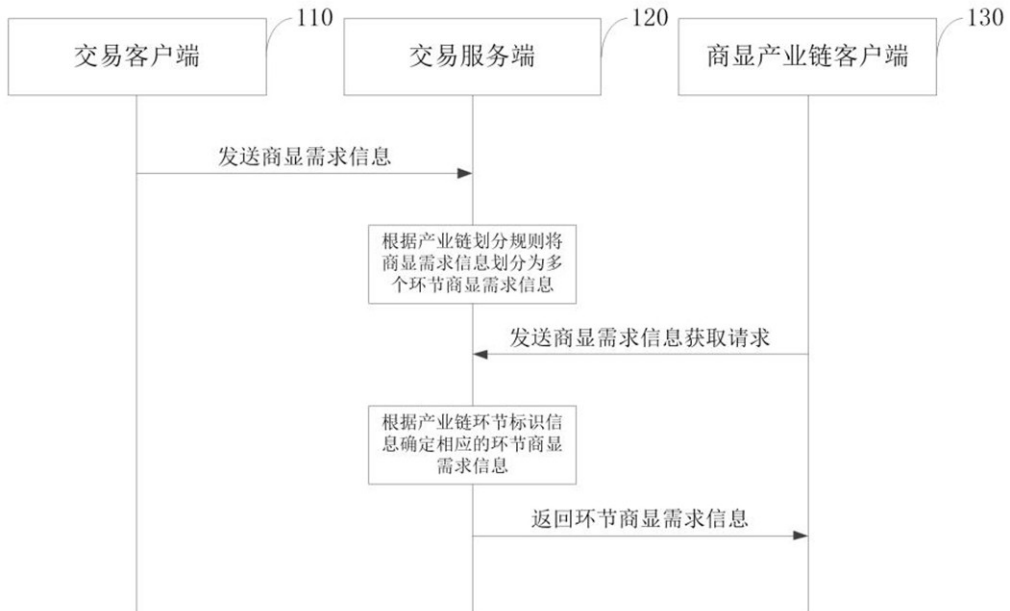 110
120
130
交易客户端
交易服务端
商显产业链客户端
发送商显需求信息
根据产业链划分规则将
商显需求信息划分为多
个环节商显需求信息
发送商显需求信息获取请求
根据产业链环节标识信
息确定相应的环节商显
需求信息
返回环节商显需求信息